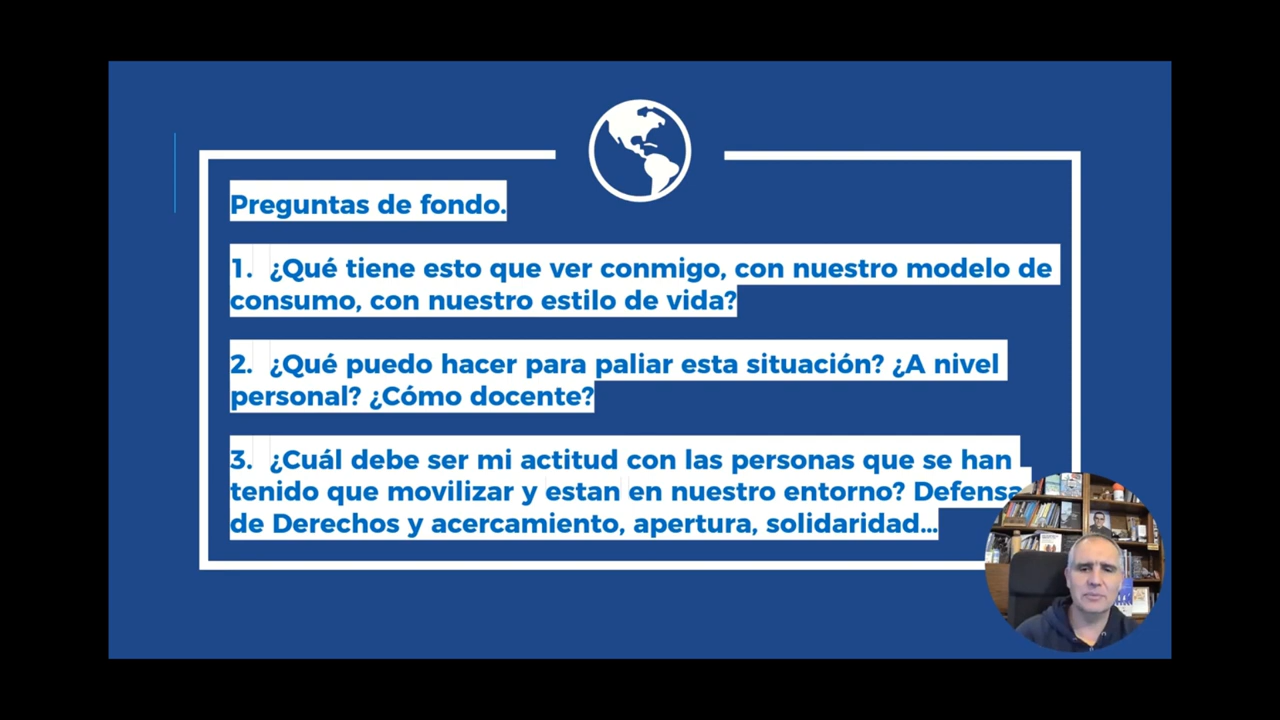 Preguntas de fondo.
1. ¿Qué tiene esto que ver conmigo, con nuestro modelo de
consumo, con nuestro estilo de vida?
2. ¿Qué puedo hacer para paliar esta situación? ¿A nivel
personal? ¿Cómo docente?
3. ¿Cuál debe ser mi actitud con las personas que se han
tenido que movilizar y estan en nuestro entorno? Defensa
de Derechos y acercamiento, apertura, solidaridad...